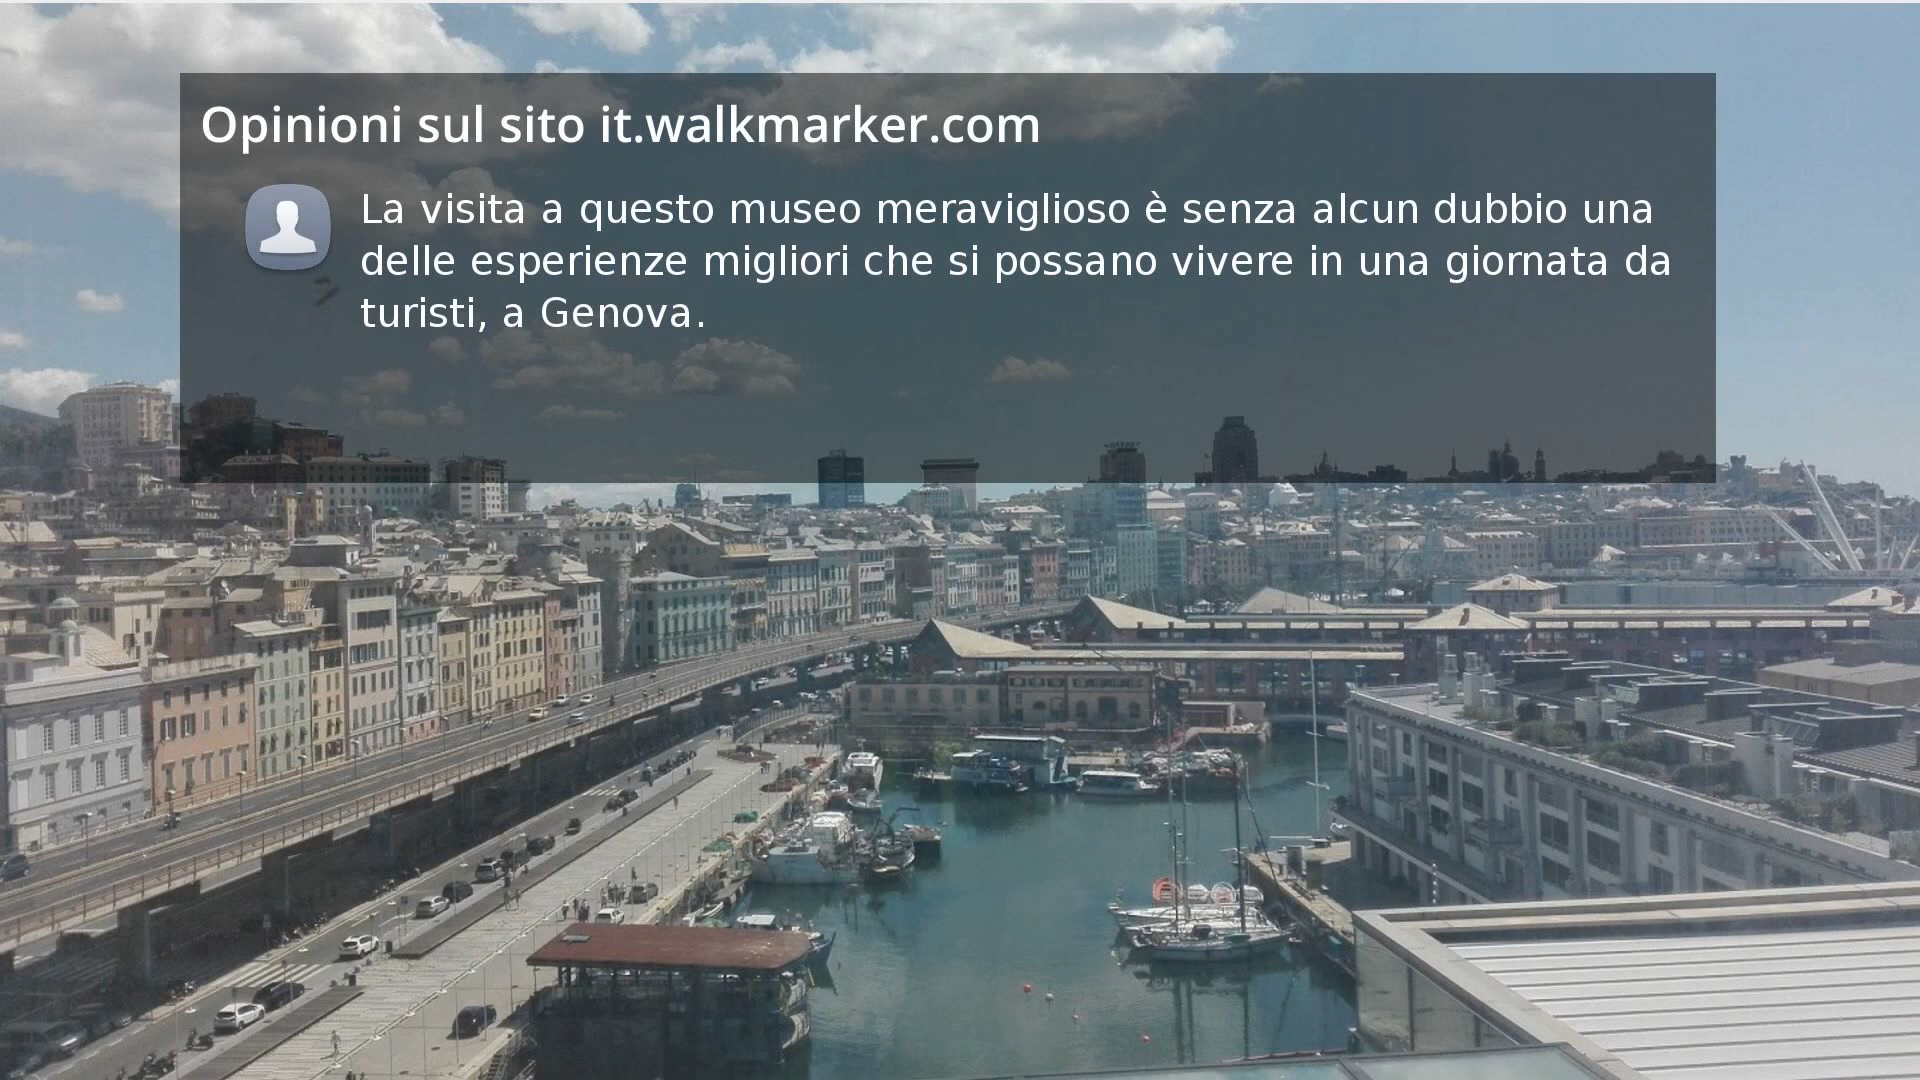 Opinioni sul sito it.walkmarker.com
La visita a questo museo meraviglioso è senza alcun dubbio una
delle esperienze migliori che si possano vivere in una giornata da
turisti, a Genova.